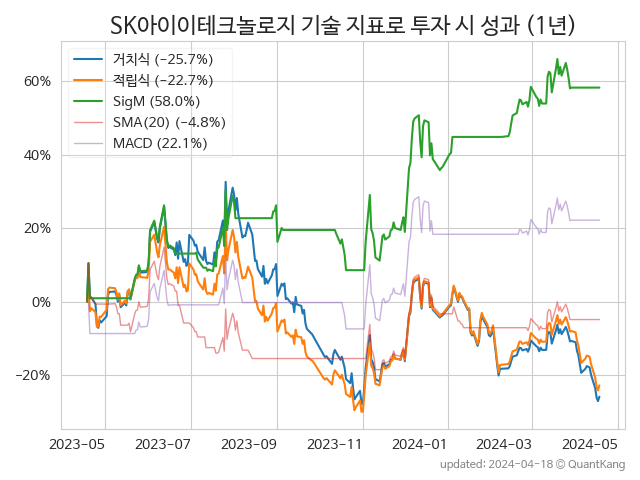 SK아이이테크놀로지 기술 지표로 투자 시 성과 (1년)
거치식 (−25.7%)
적립식 (−22.7%)
SigM (58.0%)
SMA(20) (−4.8%)
MACD (22.1%)
60%
40%
20%
0%
−20%
2023-05 2023-07 2023-09 2023-11 2024-01 2024-03 2024-05
updated: 2024-04-18 @ QuantKang